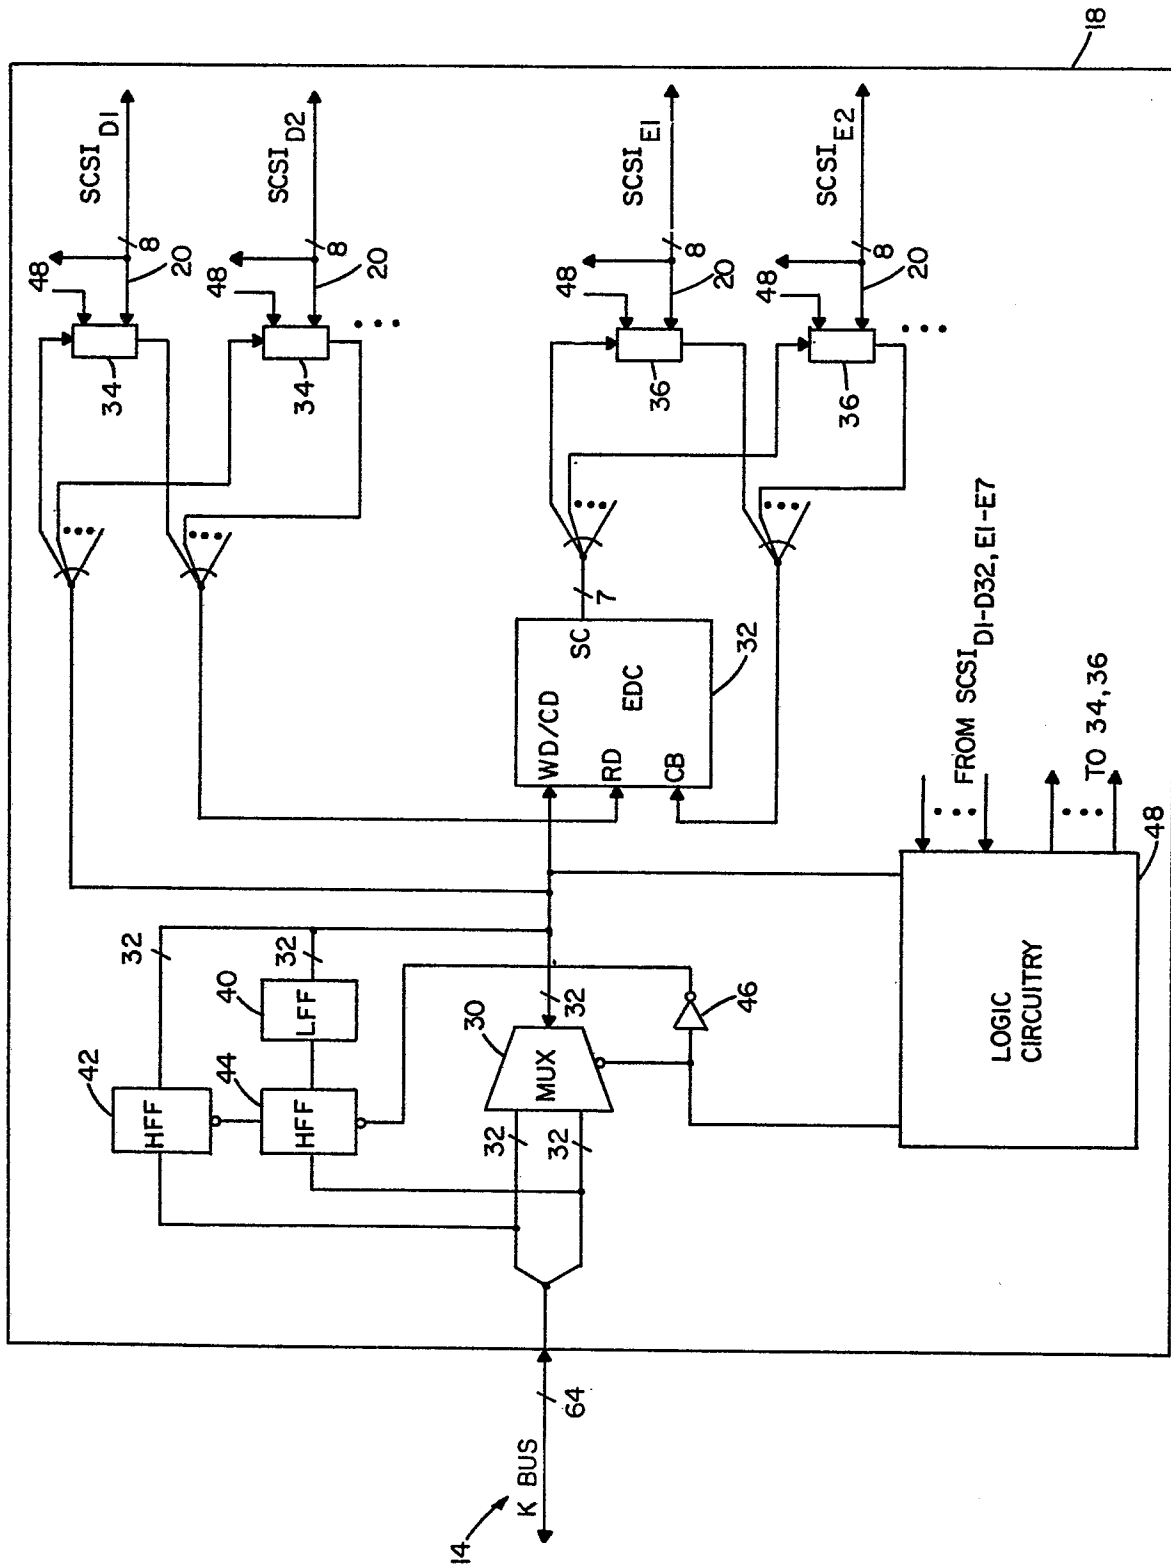 18
SCSI D1
SCSI D2
SCSI E1
SCSI E2
8
8
8
8
20
20
20
20
48
48
48
48
34
34
36
36
7
SC
WD/CD
EDC
RD
CB
32
FROM SCSI D1-D32, E1-E7
TO 34, 36
48
LOGIC
CIRCUITRY
46
32
32
32
40
LFF
42
HFF
44
HFF
30
MUX
32
32
64
K BUS
14